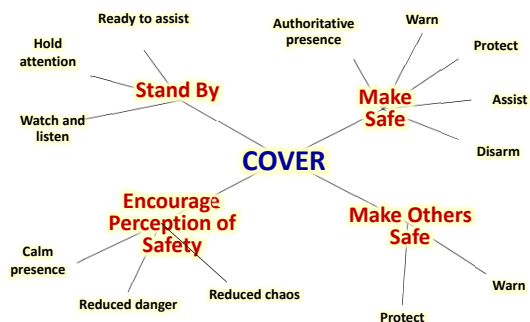 Ready to assist
Hold
attention
Watch and
listen
Stand By
Authoritative
presence
Warn
Protect
Assist
Disarm
Make
Safe
COVER
Encourage
Perception of
Safety
Calm
presence
Reduced danger
Reduced chaos
Make Others
Safe
Warn
Protect